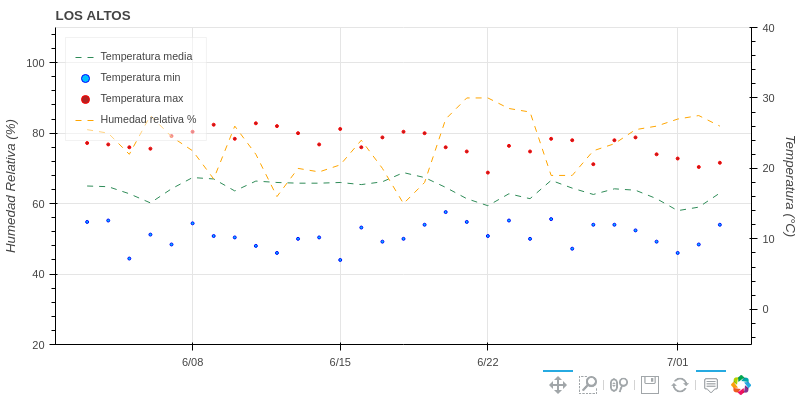 LOS ALTOS
Temperatura media
Temperatura min
Temperatura max
Humedad relativa %
Humedad Relativa (%)
100
80
60
40
20
Temperatura (°C)
40
30
20
10
0
6/08
6/15
6/22
7/01